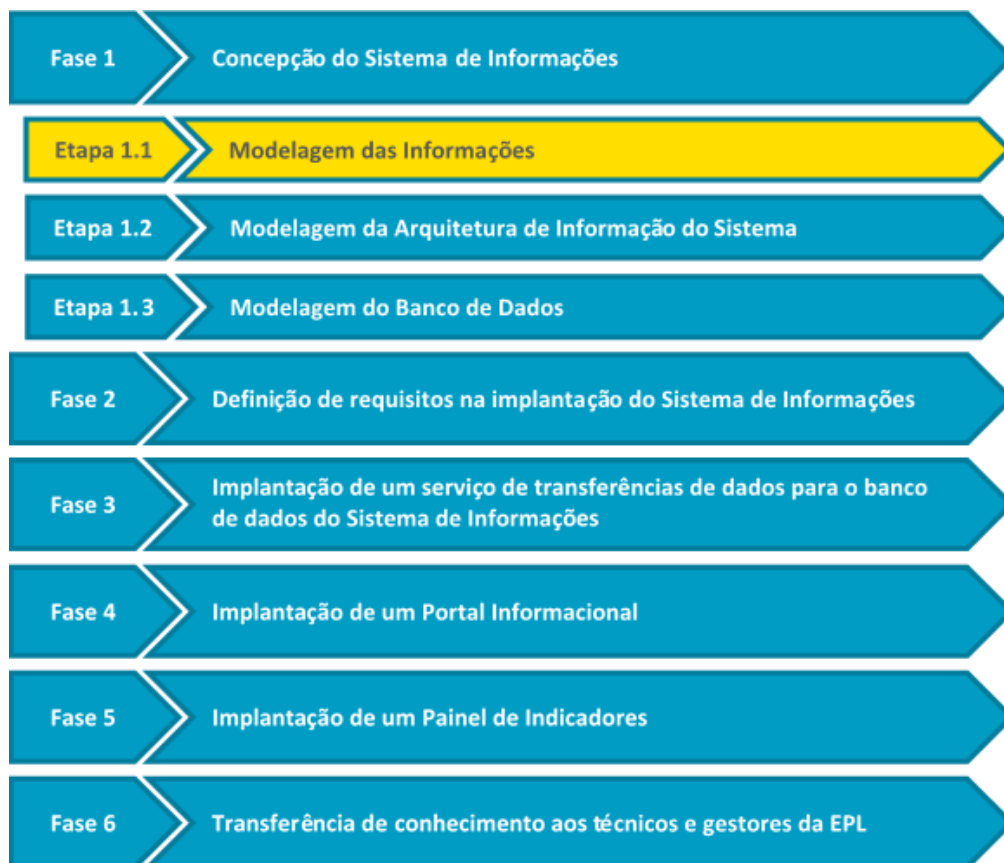 Fase 1
Concepção do Sistema de Informações
Etapa 1.1
Modelagem das Informações
Etapa 1.2
Modelagem da Arquitetura de Informação do Sistema
Etapa 1.3
Modelagem do Banco de Dados
Fase 2
Definição de requisitos na implantação do Sistema de Informações
Fase 3
Implantação de um serviço de transferências de dados para o banco
de dados do Sistema de Informações
Fase 4
Implantação de um Portal Informacional
Fase 5
Implantação de um Painel de Indicadores
Fase 6
Transferência de conhecimento aos técnicos e gestores da EPL